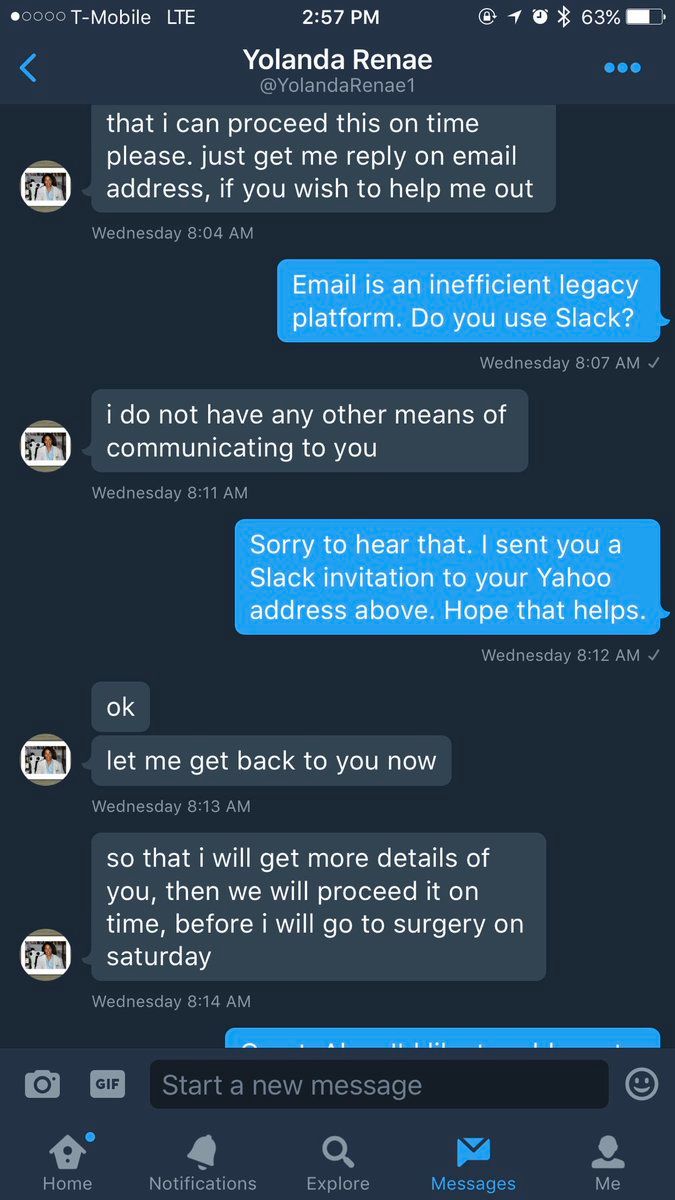 T-Mobile LTE 2:57 PM 63%
Yolanda Renae
@YolandaRenae1
that i can proceed this on time
please. just get me reply on email
address, if you wish to help me out
Wednesday 8:04 AM
Email is an inefficient legacy
platform. Do you use Slack?
Wednesday 8:07 AM ✓
i do not have any other means of
communicating to you
Wednesday 8:11 AM
Sorry to hear that. I sent you a
Slack invitation to your Yahoo
address above. Hope that helps.
Wednesday 8:12 AM ✓
ok
let me get back to you now
Wednesday 8:13 AM
so that i will get more details of
you, then we will proceed it on
time, before i will go to surgery on
saturday
Wednesday 8:14 AM
GIF Start a new message
Home Notifications Explore Messages Me